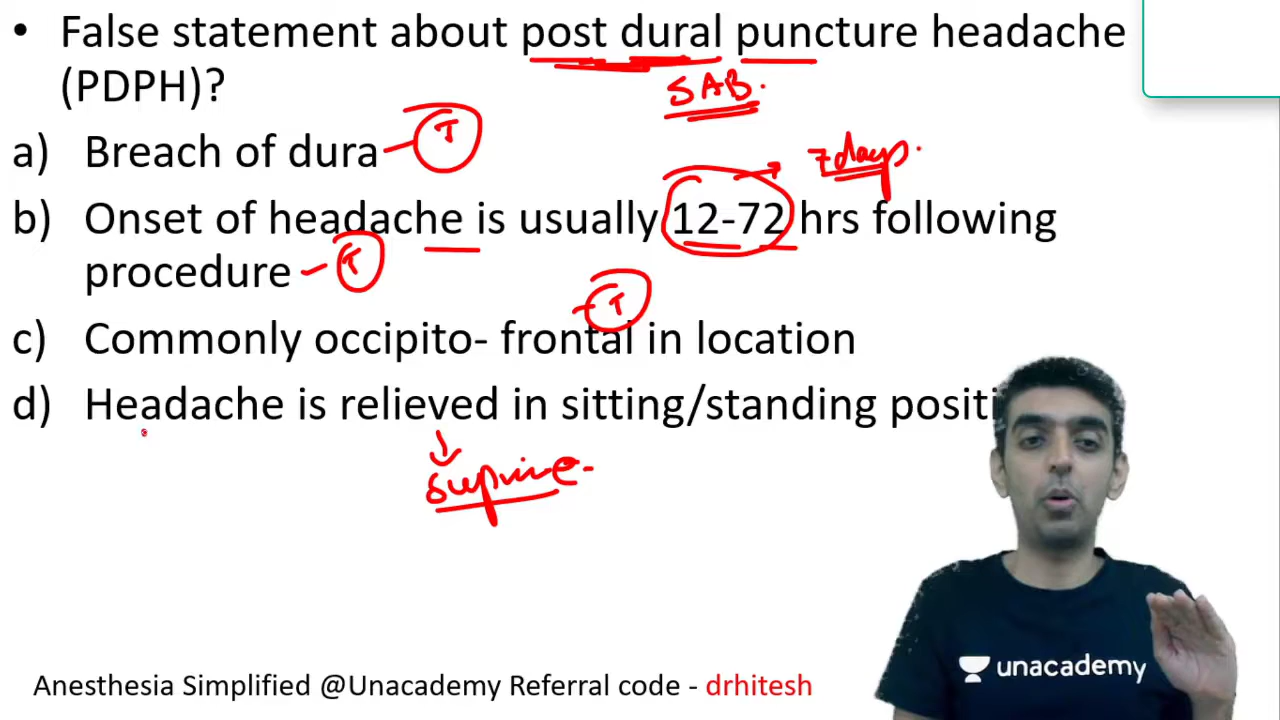 • False statement about post dural puncture headache
(PDPH)?
SAB.
a) Breach of dura - T
7 days.
b) Onset of headache is usually 12-72 hrs following
procedure - T
- T
c) Commonly occipito- frontal in location
d) Headache is relieved in sitting/standing positi
supine-
unacademy
Anesthesia Simplified @Unacademy Referral code - drhitesh